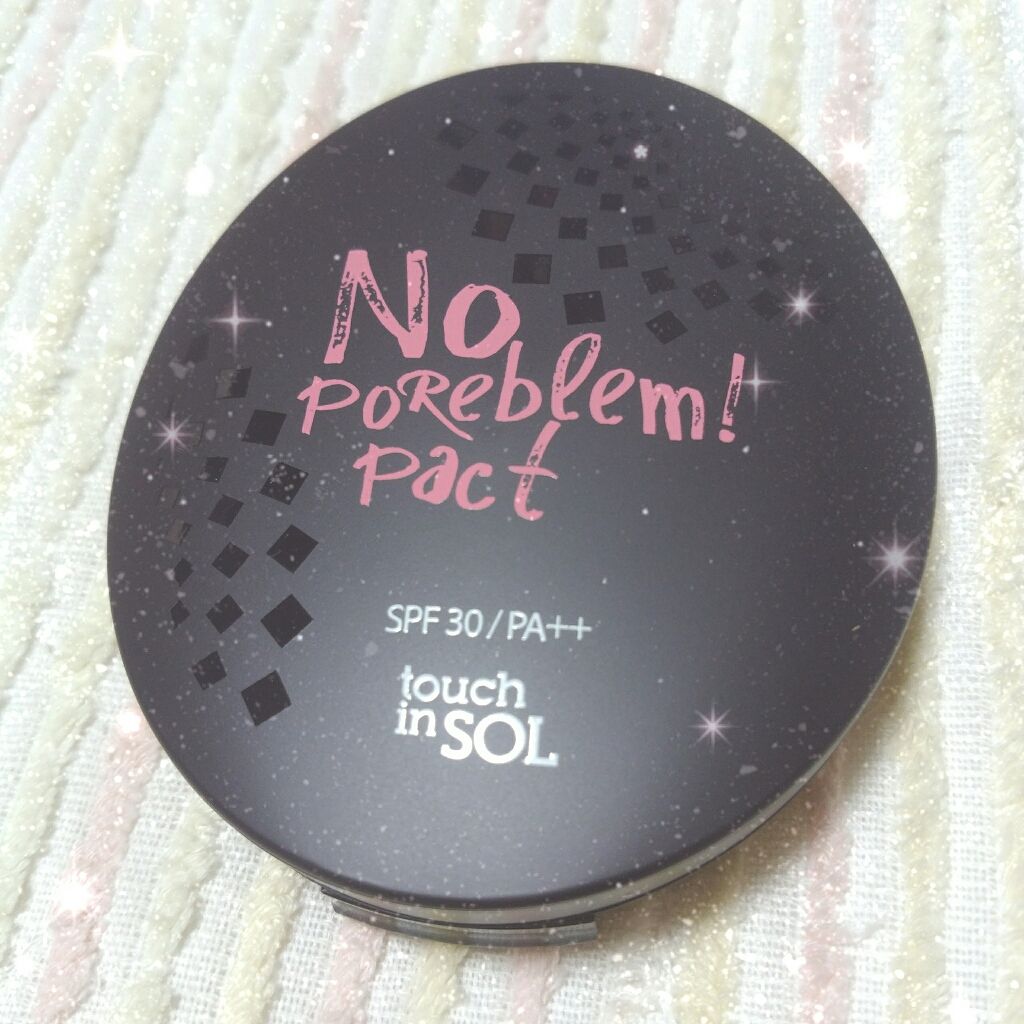 No
POREblem!
Pact
SPF 30/PA++
touch
in SOL